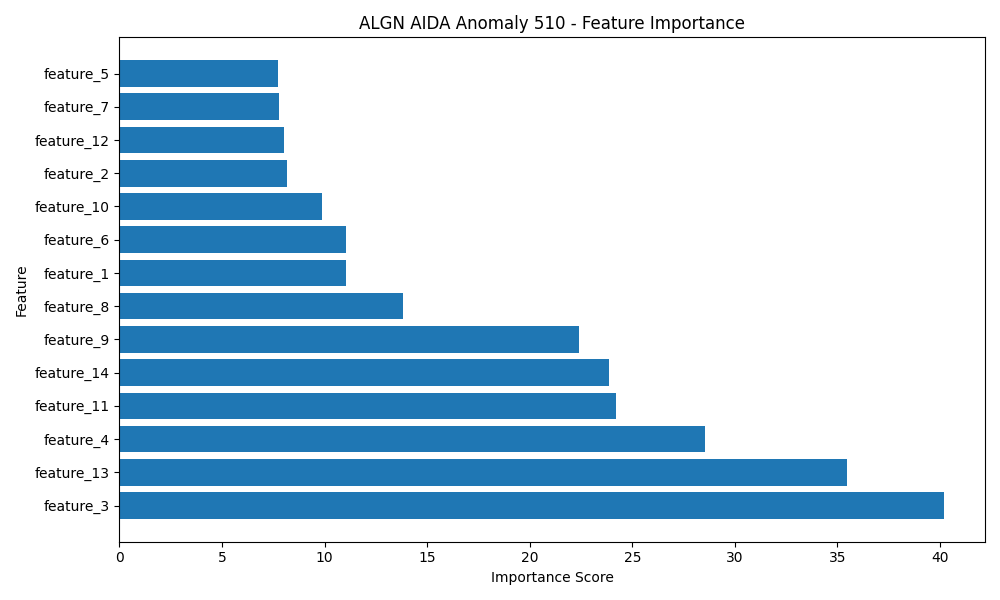 ALGN AIDA Anomaly 510 - Feature Importance
feature_5
feature_7
feature_12
feature_2
feature_10
feature_6
feature_1
feature_8
feature_9
feature_14
feature_11
feature_4
feature_13
feature_3
Feature
0 5 10 15 20 25 30 35 40
Importance Score